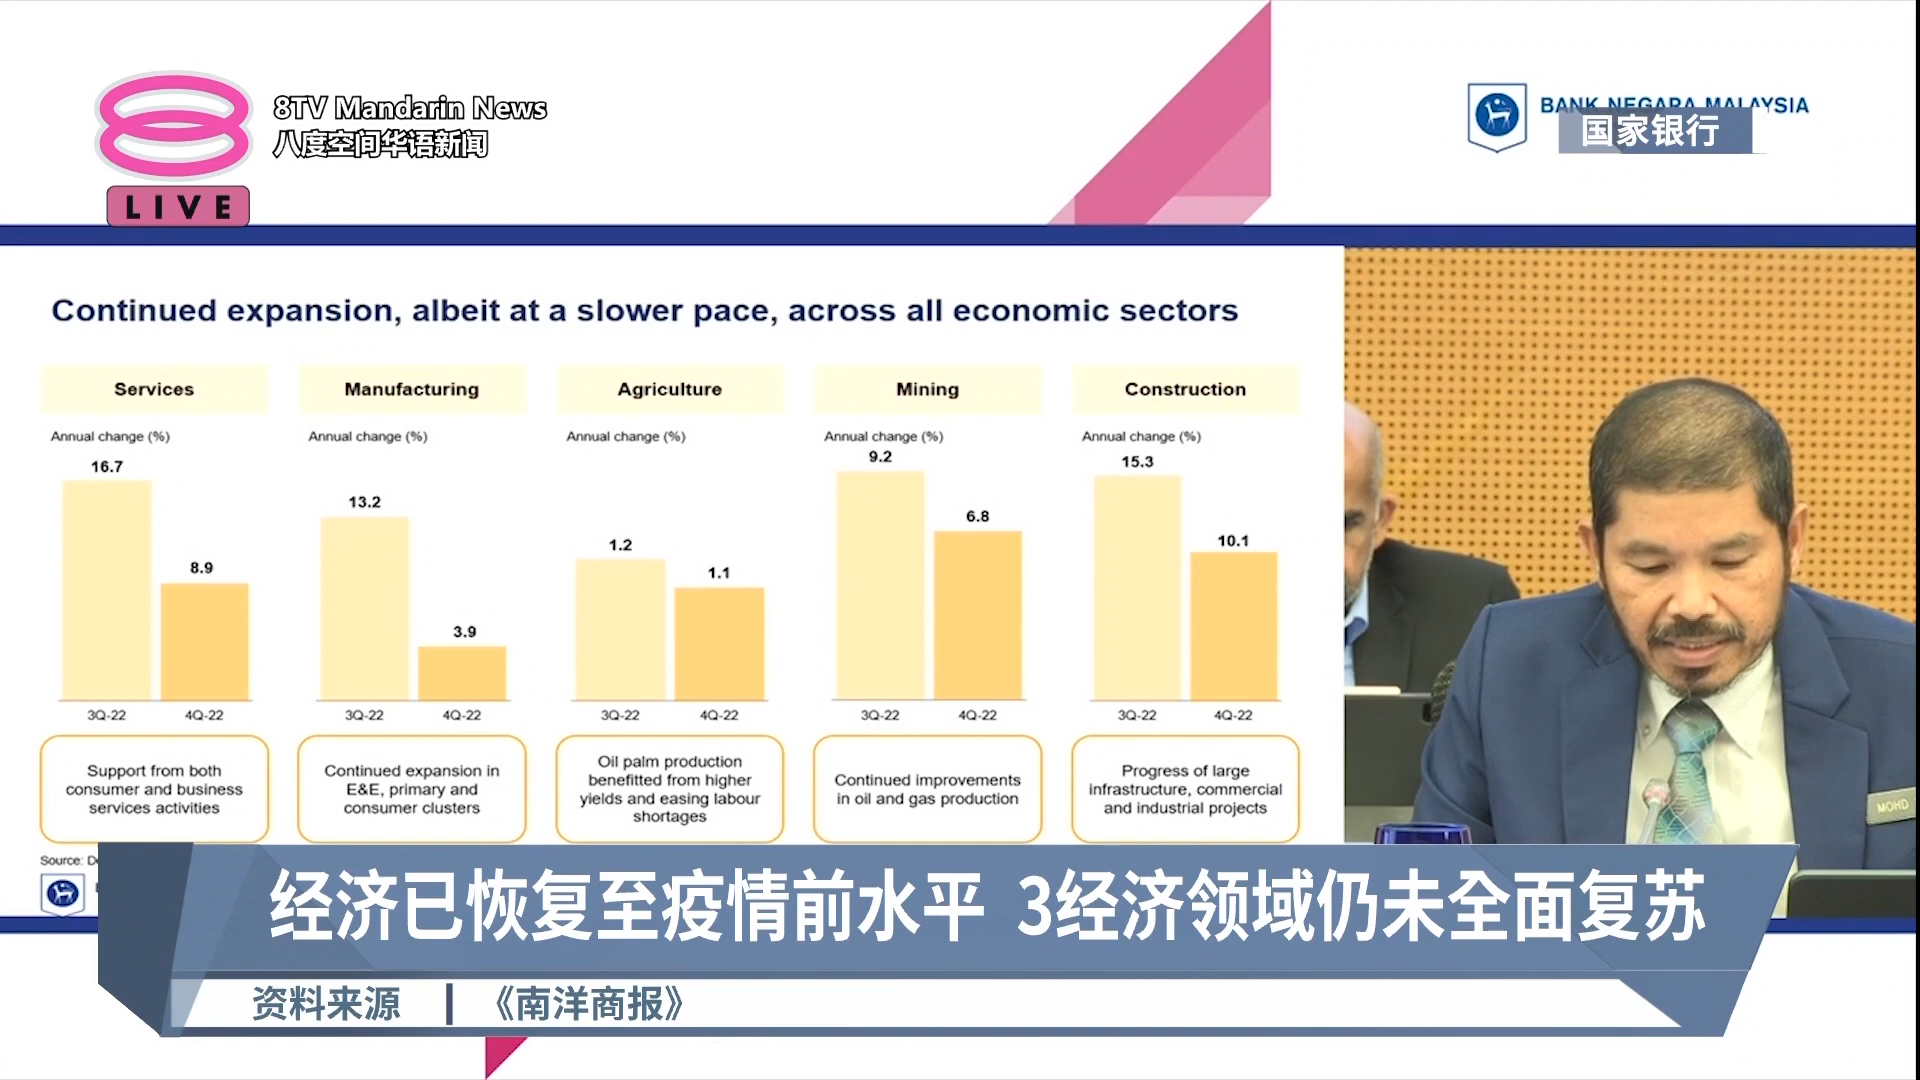 8TV Mandarin News
八度空间华语新闻
LIVE
BANK NEGARA MALAYSIA
国家银行
Continued expansion, albeit at a slower pace, across all economic sectors
Services
Manufacturing
Agriculture
Mining
Construction
Annual change (%)
Annual change (%)
Annual change (%)
Annual change (%)
Annual change (%)
16.7
8.9
13.2
3.9
1.2
1.1
9.2
6.8
15.3
10.1
3Q-22
4Q-22
3Q-22
4Q-22
3Q-22
4Q-22
3Q-22
4Q-22
3Q-22
4Q-22
Support from both
consumer and business
services activities
Continued expansion in
E&E, primary and
consumer clusters
Oil palm production
benefitted from higher
yields and easing labour
shortages
Continued improvements
in oil and gas production
Progress of large
infrastructure, commercial
and industrial projects
MOHD
Source:
经济已恢复至疫情前水平 3经济领域仍未全面复苏
资料来源 | 《南洋商报》